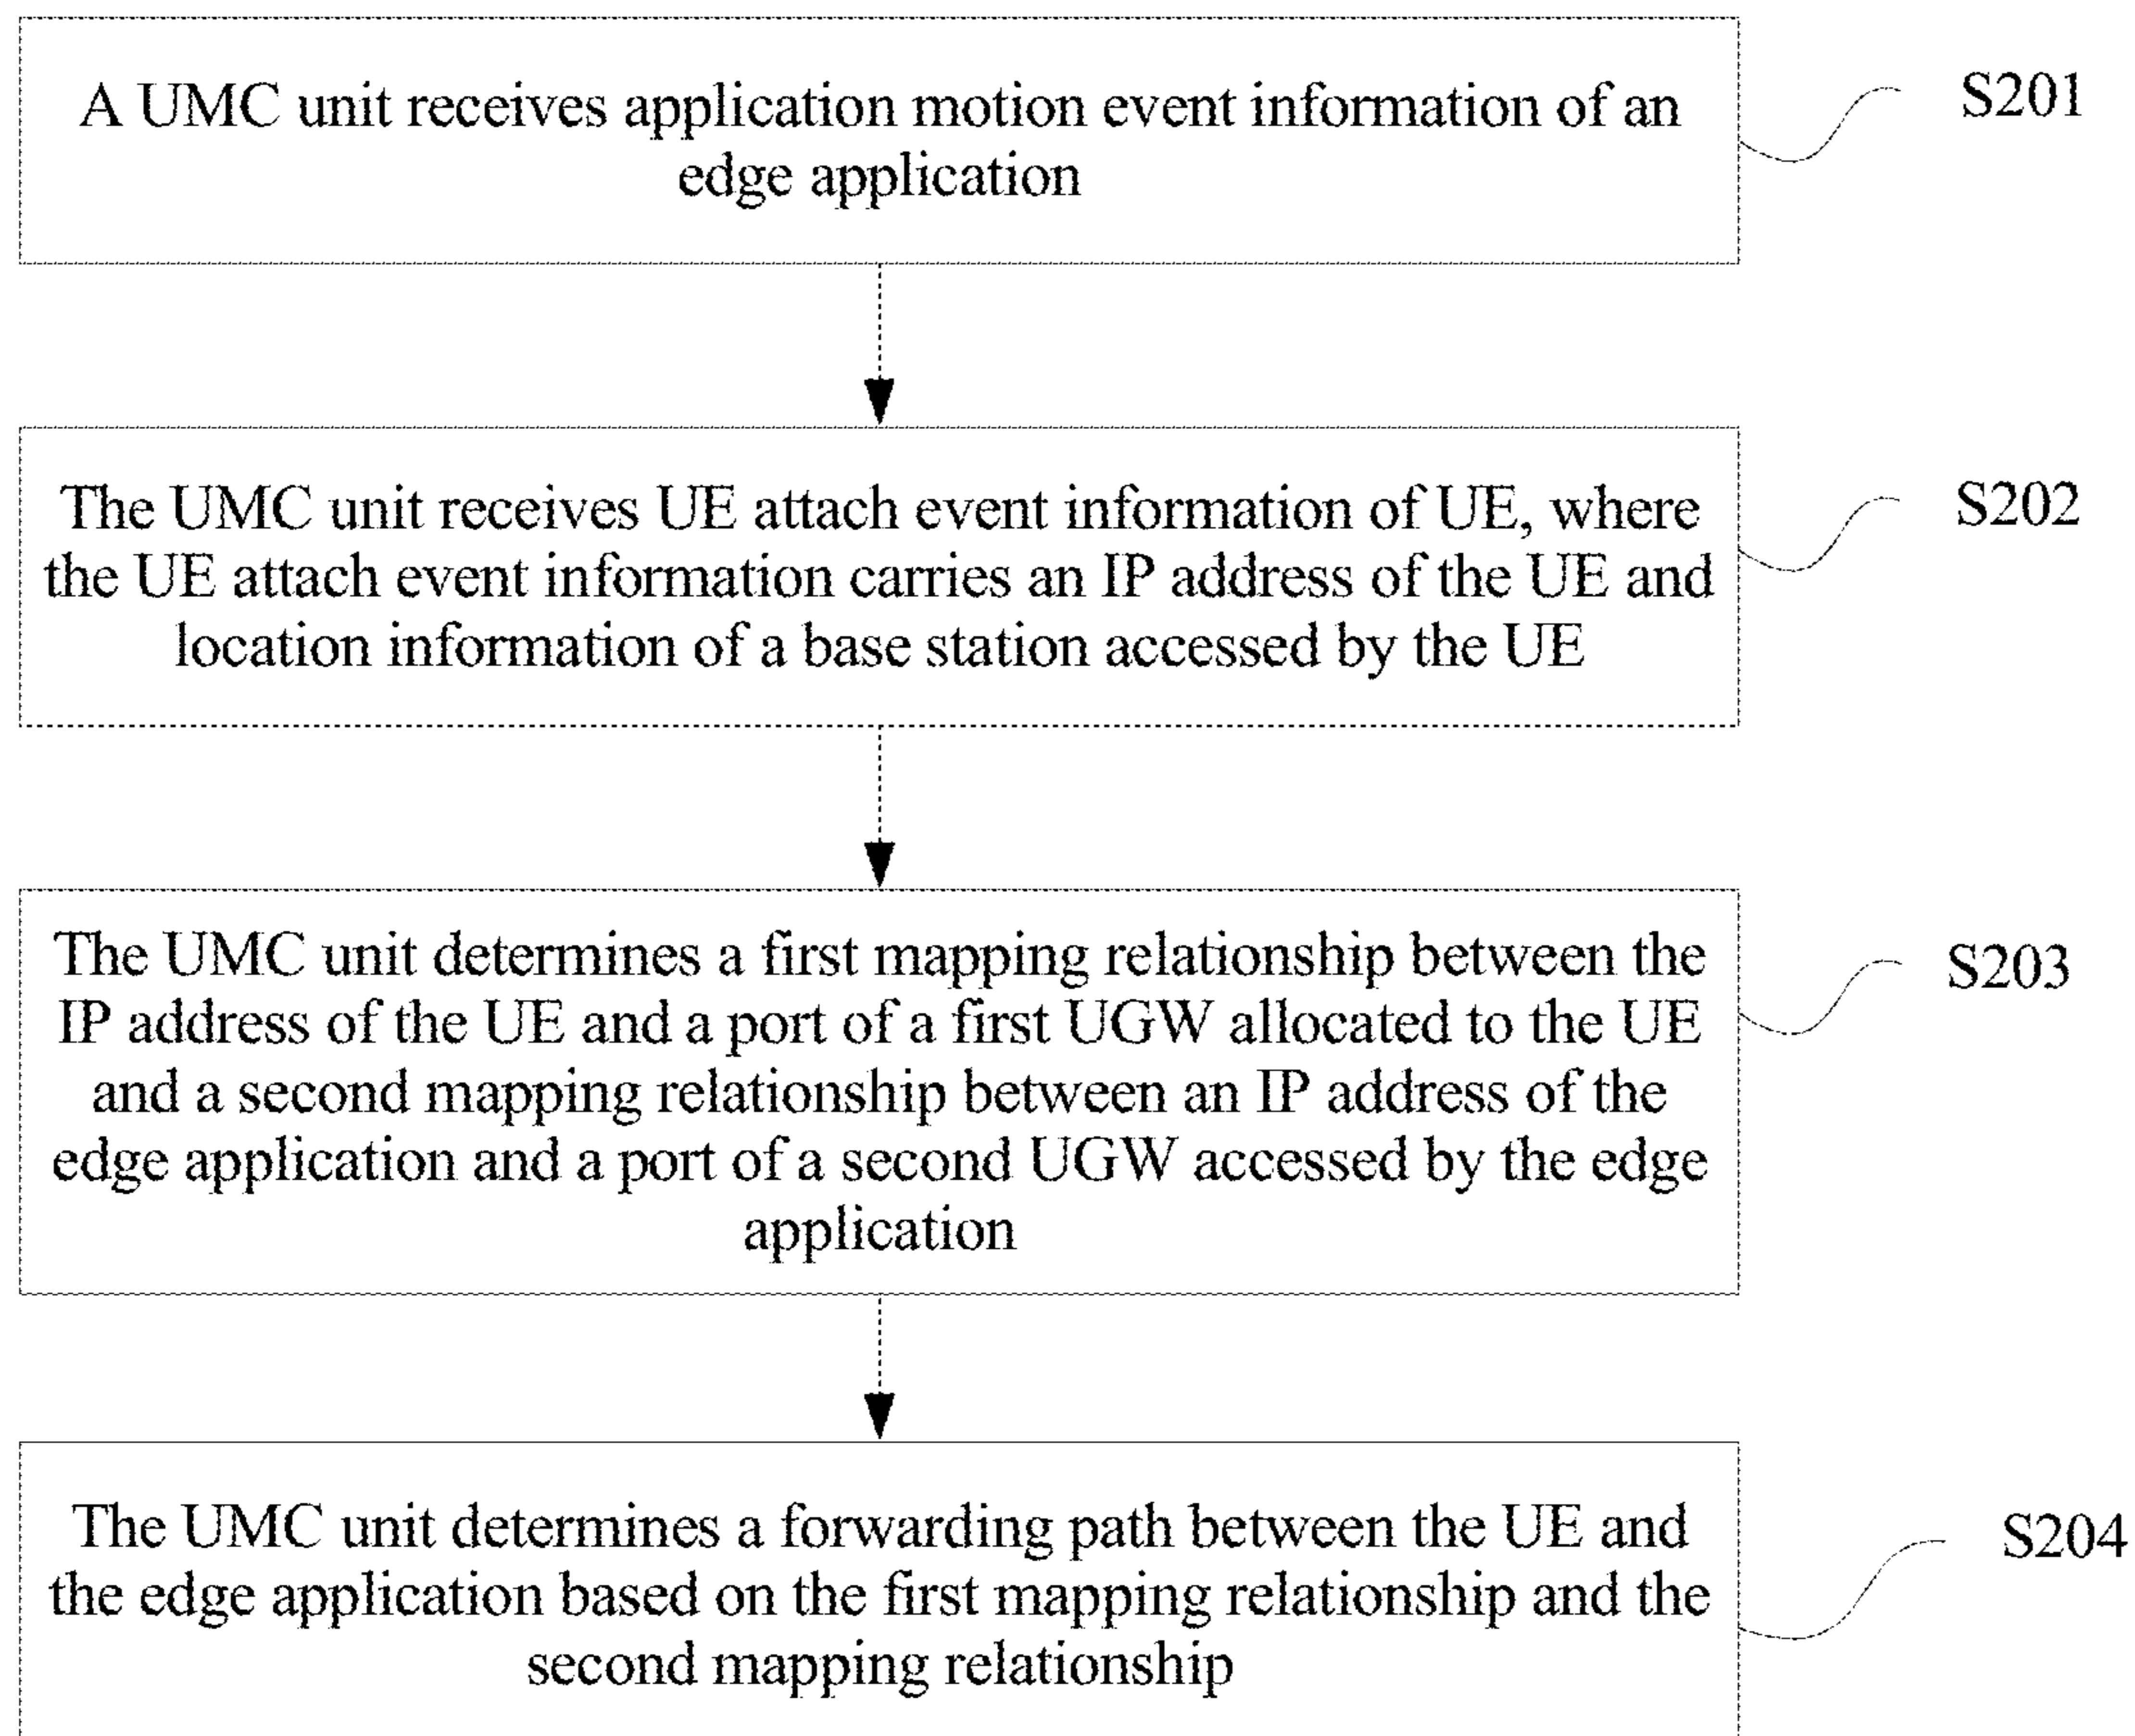 A UMC unit receives application motion event information of an
edge application
S201
The UMC unit receives UE attach event information of UE, where
the UE attach event information carries an IP address of the UE and
location information of a base station accessed by the UE
S202
The UMC unit determines a first mapping relationship between the
IP address of the UE and a port of a first UGW allocated to the UE
and a second mapping relationship between an IP address of the
edge application and a port of a second UGW accessed by the edge
application
S203
The UMC unit determines a forwarding path between the UE and
the edge application based on the first mapping relationship and the
second mapping relationship
S204